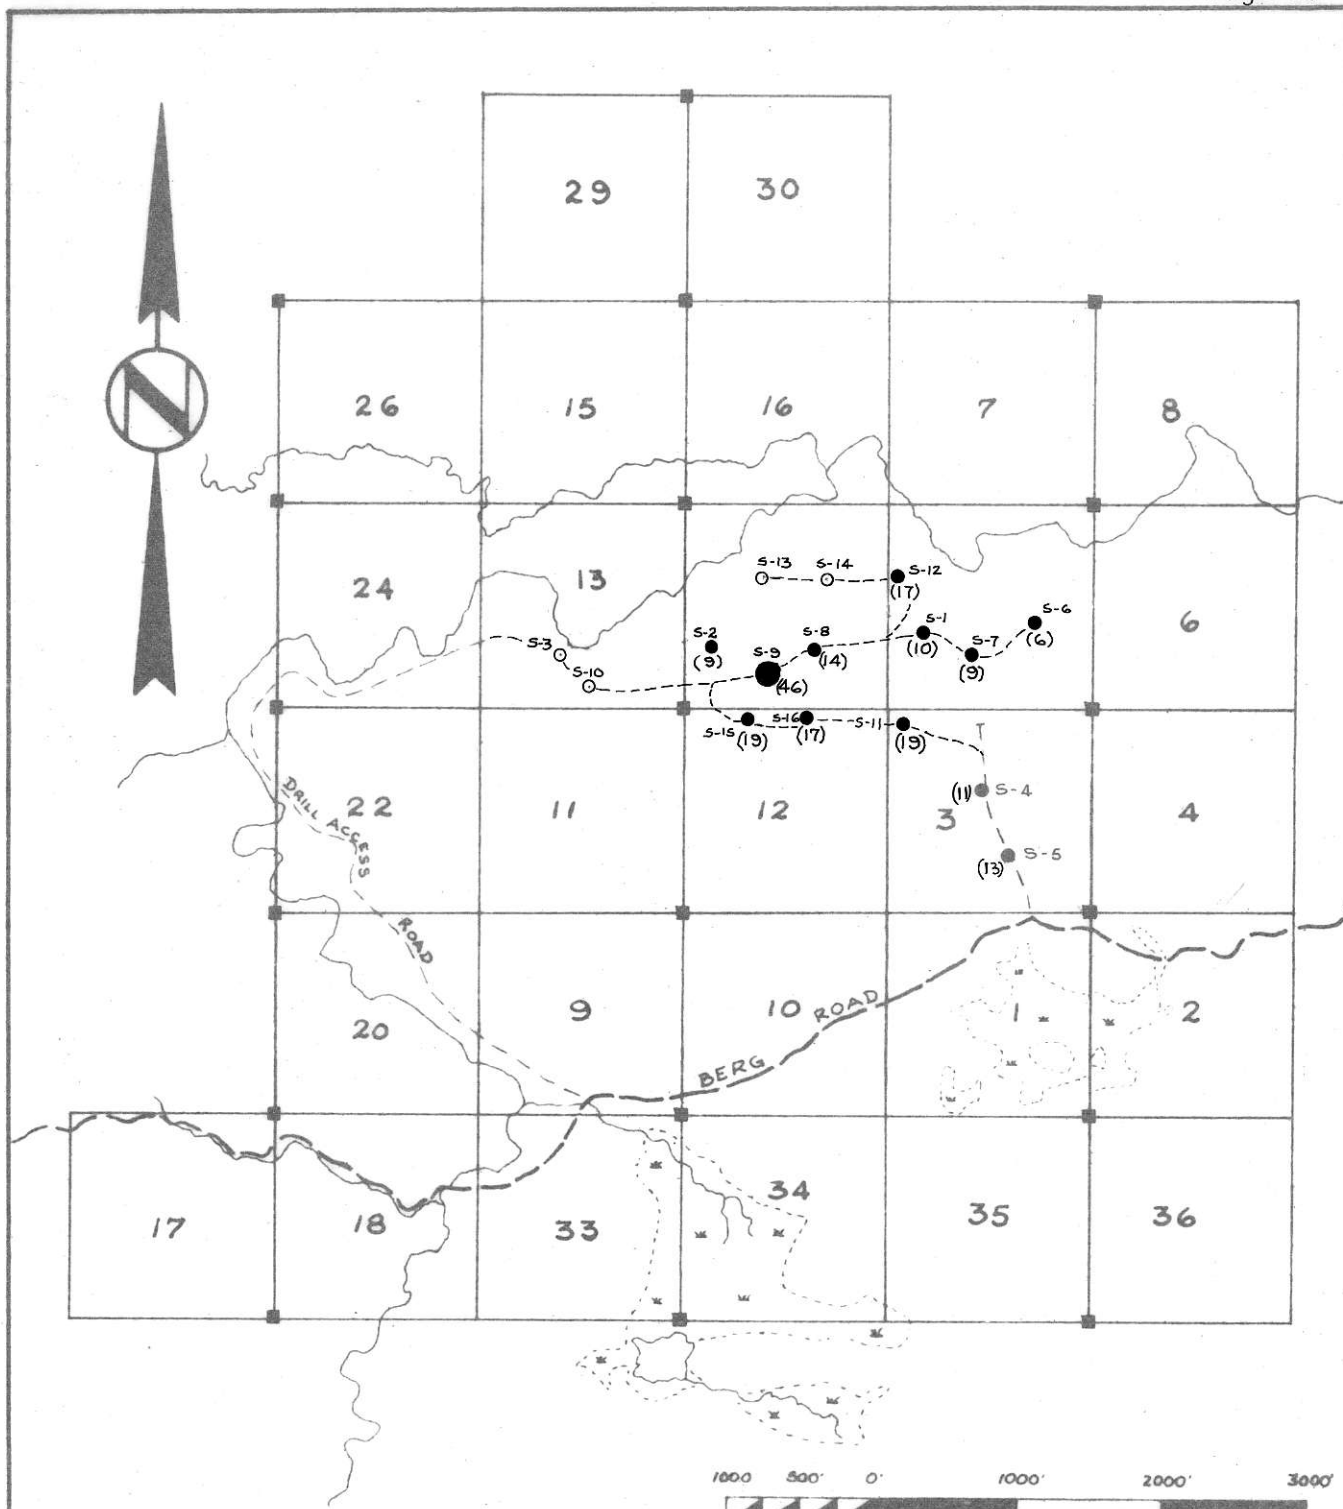 29 30
N
26 15 16 7 8
S-13 S-14 S-12
(17)
24 13 6
S-6
S-1
(6)
S-3 S-2 S-8 (10) S-7
(9) S-9 (14) (9)
S-10 (46)
S-16 S-11
S-15 (19) (17) (19)
(11) S-4
DRILL ACCESS ROAD
22 11 12 3 4
(13) S-5
20 9 10 1 2
BERG ROAD
34
17 18 33 35 36
1000 500' 0' 1000' 2000' 3000'